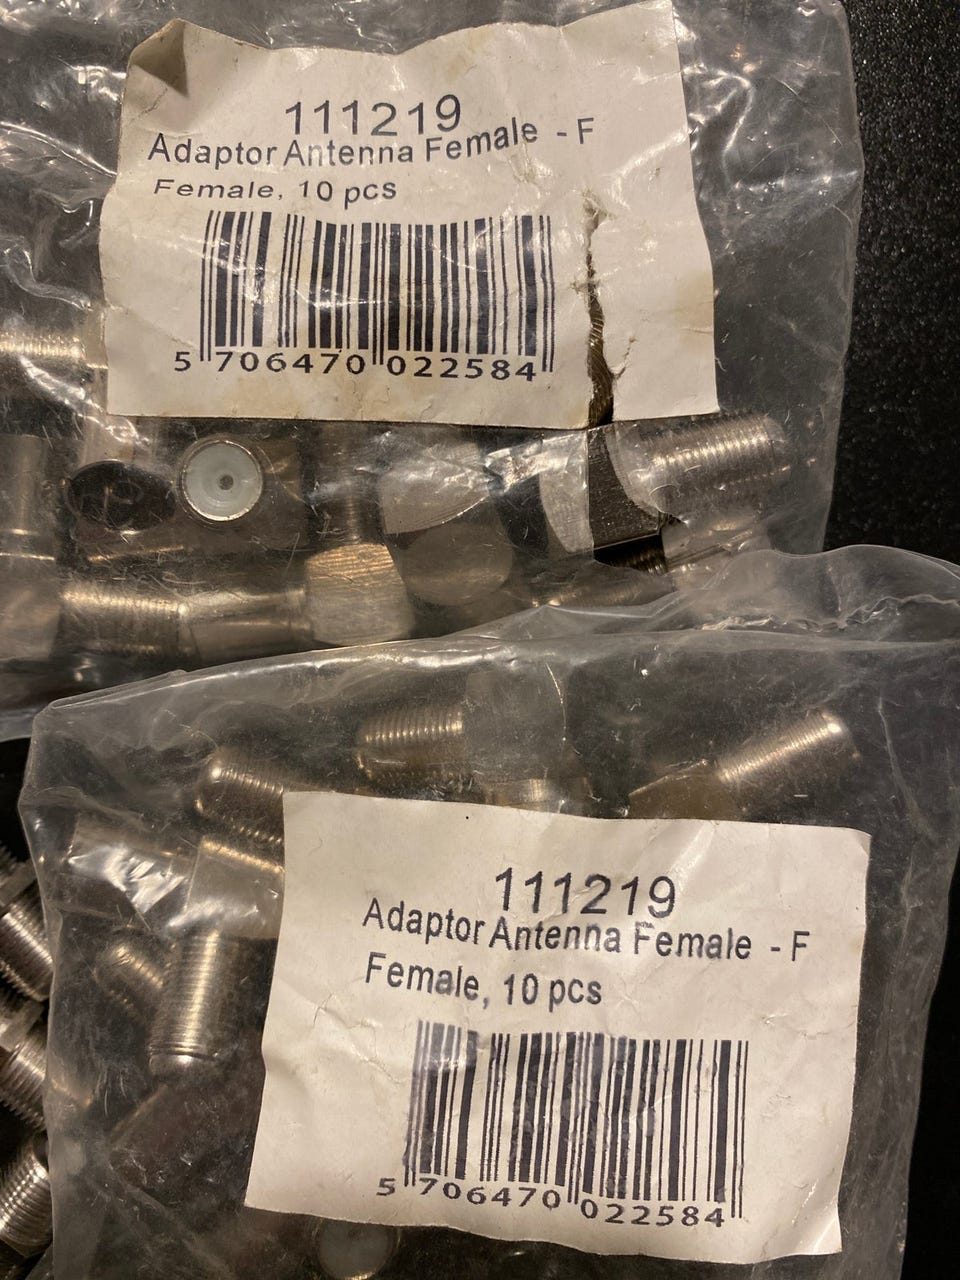 111219
Adaptor Antenna Female - F
Female, 10 pcs
5 706470 022584
111219
Adaptor Antenna Female - F
Female, 10 pcs
5 706470 022584